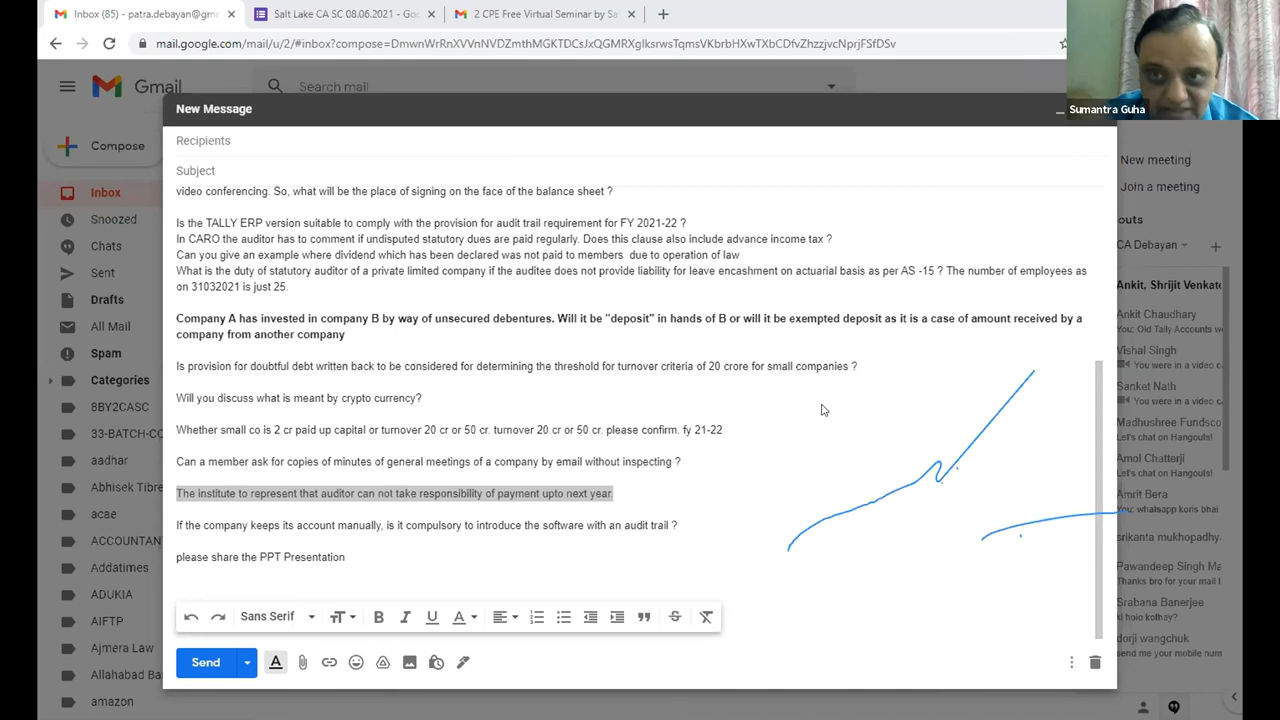 Inbox (85) - patra.debayan@gma
Salt Lake CA SC 08.06.2021 - Goo
2 CPE Free Virtual Seminar by Sa
mail.google.com/mail/u/2/#inbox?compose=
Gmail
Search mail
Sumantra Guha
New Message
Recipients
Subject
video conferencing. So, what will be the place of signing on the face of the balance sheet ?
Is the TALLY ERP version suitable to comply with the provision for audit trail requirement for FY 2021-22 ?
In CARO the auditor has to comment if undisputed statutory dues are paid regularly. Does this clause also include advance income tax ?
Can you give an example where dividend which has been declared was not paid to members due to operation of law
What is the duty of statutory auditor of a private limited company if the auditee does not provide liability for leave encashment on actuarial basis as per AS -15 ? The number of employees as
on 31032021 is just 25.
Company A has invested in company B by way of unsecured debentures. Will it be "deposit" in hands of B or will it be exempted deposit as it is a case of amount received by a
company from another company
Is provision for doubtful debt written back to be considered for determining the threshold for turnover criteria of 20 crore for small companies ?
Will you discuss what is meant by crypto currency?
Whether small co is 2 cr paid up capital or turnover 20 cr or 50 cr. turnover 20 cr or 50 cr. please confirm. fy 21-22
Can a member ask for copies of minutes of general meetings of a company by email without inspecting ?
The institute to represent that auditor can not take responsibility of payment upto next year.
If the company keeps its account manually, is it compulsory to introduce the software with an audit trail ?
please share the PPT Presentation
Sans Serif
Send
Compose
Inbox
Snoozed
Chats
Sent
Drafts
All Mail
Spam
Categories
8BY2CASC
33-BATCH-CO
aadhar
Abhisek Tripl
acae
ACCOUNTAN
Addatimes
ADUKIA
AIFTP
Ajmera Law
Allahabad Ba
amazon
New meeting
Join a meeting
outs
CA Debayan
Ankit, Shrijit Venkate
Ankit Chaudhary
You: Old Tally Accounts w
Vishal Singh
You were in a video c
Sanket Nath
You were in a video c
Madhushree Fundsco
Let's chat on Hangouts!
Amol Chatterji
Let's chat on Hangouts!
Amrit Bera
You: whatsapp koris bhai
srikanta mukhopadhy
Pawandeep Singh Ma
Thanks bro for your mail
Srabana Banerjee
xi hoio kolhay?
dorji wangchuk
send me your mobile num